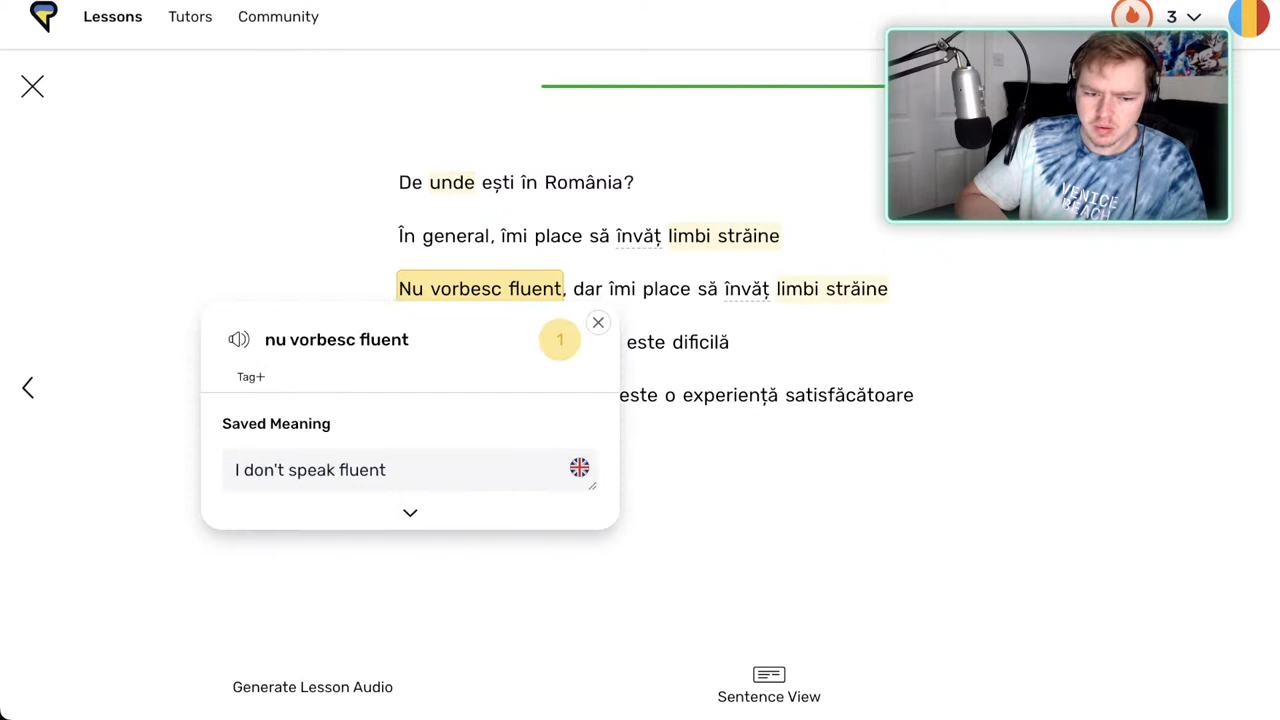 Lessons
Tutors
Community
3
De unde ești în România?
În general, îmi place să învăț limbi străine
Nu vorbesc fluent, dar îmi place să învăț limbi străine
este dificilă
este o experiență satisfăcătoare
nu vorbesc fluent
1
Tag+
Saved Meaning
I don't speak fluent
Generate Lesson Audio
Sentence View
VENICE
BEACH